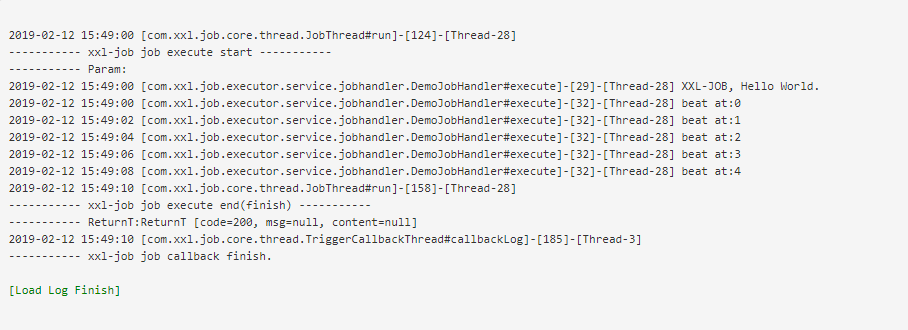 2019-02-12 15:49:00 [com.xxl.job.core.thread.JobThread#run]-[124]-[Thread-28]
----------- xxl-job job execute start -----------
----------- Param:
2019-02-12 15:49:00 [com.xxl.job.executor.service.jobhandler.DemoJobHandler#execute]-[29]-[Thread-28] XXL-JOB, Hello World.
2019-02-12 15:49:00 [com.xxl.job.executor.service.jobhandler.DemoJobHandler#execute]-[32]-[Thread-28] beat at:0
2019-02-12 15:49:02 [com.xxl.job.executor.service.jobhandler.DemoJobHandler#execute]-[32]-[Thread-28] beat at:1
2019-02-12 15:49:04 [com.xxl.job.executor.service.jobhandler.DemoJobHandler#execute]-[32]-[Thread-28] beat at:2
2019-02-12 15:49:06 [com.xxl.job.executor.service.jobhandler.DemoJobHandler#execute]-[32]-[Thread-28] beat at:3
2019-02-12 15:49:08 [com.xxl.job.executor.service.jobhandler.DemoJobHandler#execute]-[32]-[Thread-28] beat at:4
2019-02-12 15:49:10 [com.xxl.job.core.thread.JobThread#run]-[158]-[Thread-28]
----------- xxl-job job execute end(finish) -----------
----------- ReturnT:ReturnT [code=200, msg=null, content=null]
2019-02-12 15:49:10 [com.xxl.job.core.thread.TriggerCallbackThread#callbackLog]-[185]-[Thread-3]
----------- xxl-job job callback finish.
[Load Log Finish]